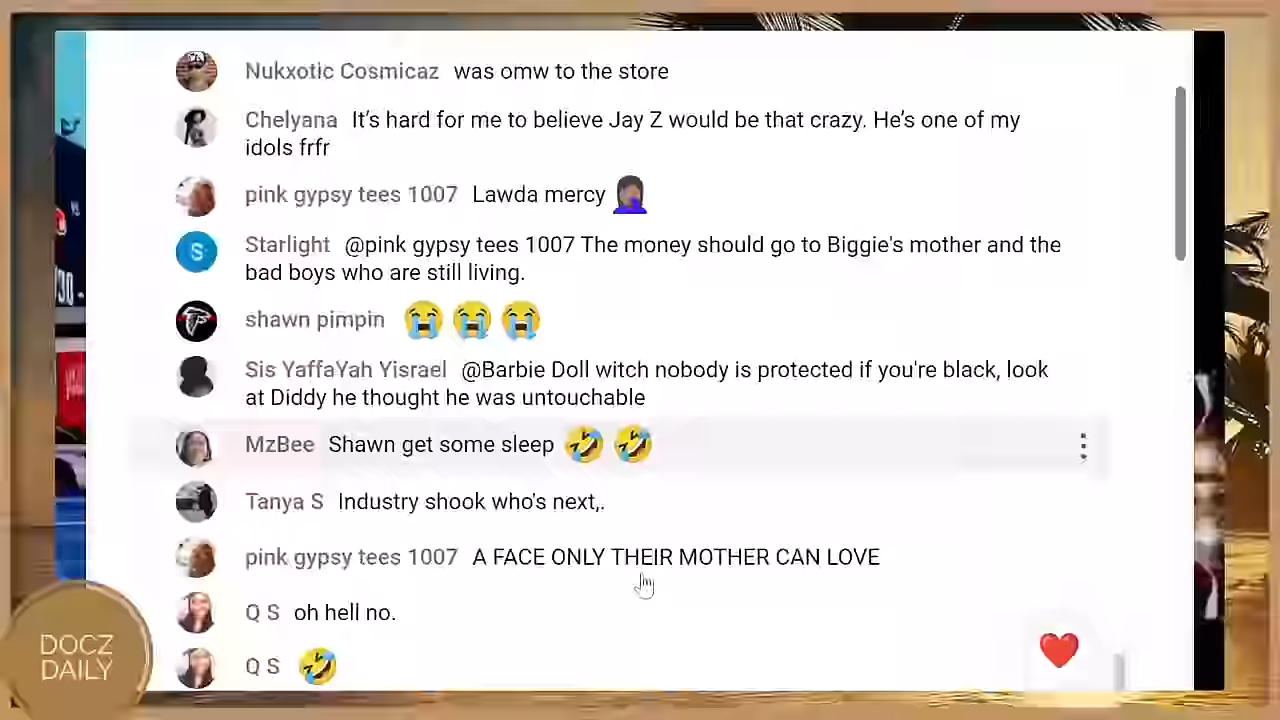 Nukxotic Cosmicaz was omw to the store
Chelyana It's hard for me to believe Jay Z would be that crazy. He's one of my
idols frfr
pink gypsy tees 1007 Lawda mercy 🤦🏾‍♀️
Starlight @pink gypsy tees 1007 The money should go to Biggie's mother and the
bad boys who are still living.
S
shawn pimpin 😭 😭 😭
Sis YaffaYah Yisrael @Barbie Doll witch nobody is protected if you're black, look
at Diddy he thought he was untouchable
MzBee Shawn get some sleep 🤣 🤣
Tanya S Industry shook who's next,.
pink gypsy tees 1007 A FACE ONLY THEIR MOTHER CAN LOVE
Q S oh hell no.
Q S 🤣
DOCZ
DAILY